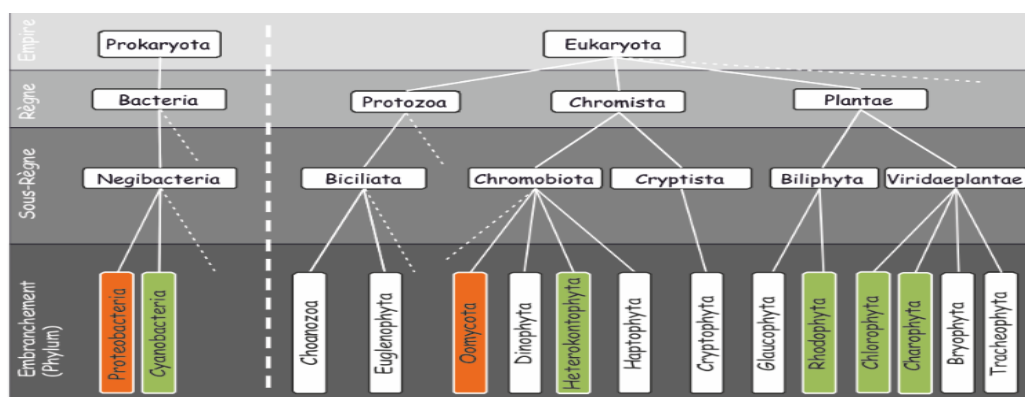 Empire
Prokaryota
Eukaryota
Règne
Bacteria
Protozoa
Chromista
Plantae
Sous-Règne
Negibacteria
Biciliata
Chromobiota
Cryptista
Biliphyta
Viridaeplantae
Embranchement
(Phylum)
Proteobacteria
Cyanobacteria
Choanozoa
Euglenophyta
Oomycota
Dinophyta
Heterokontophyta
Haptophyta
Cryptophyta
Glaucophyta
Rhodophyta
Chlorophyta
Charophyta
Bryophyta
Tracheophyta